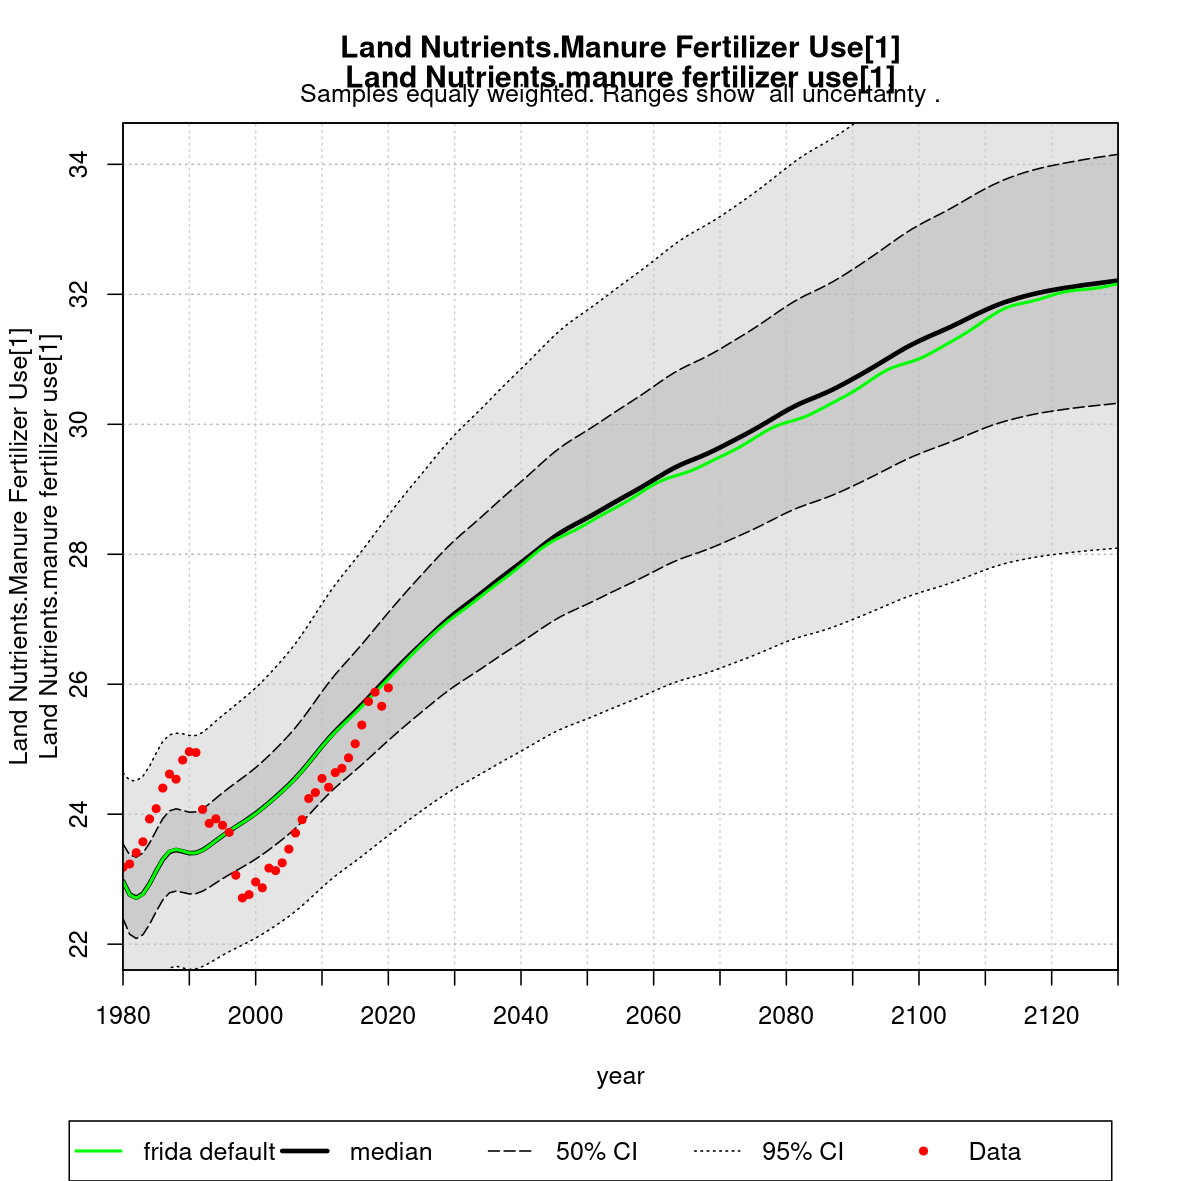 Land Nutrients.Manure Fertilizer Use[1]
Land Nutrients.manure fertilizer use[1]
Samples equaly weighted. Ranges show  all uncertainty .
Land Nutrients.Manure Fertilizer Use[1]
Land Nutrients.manure fertilizer use[1]
34
32
30
28
26
24
22
1980 2000 2020 2040 2060 2080 2100 2120
year
frida default median 50% CI 95% CI Data